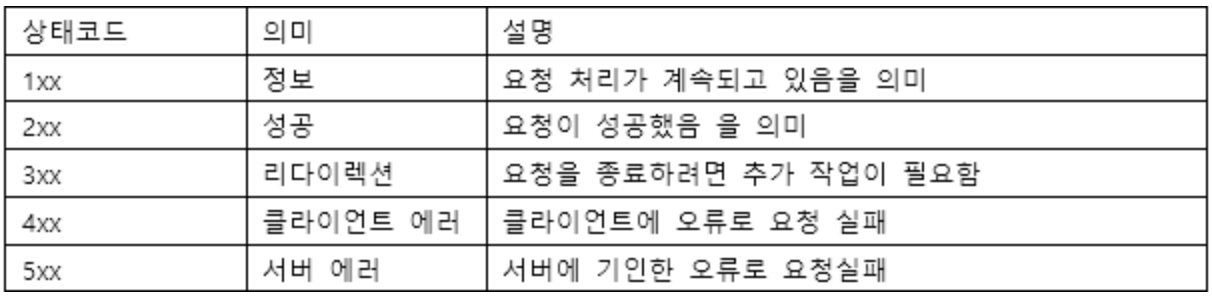 상태코드 의미 설명
1xx 정보 요청 처리가 계속되고 있음을 의미
2xx 성공 요청이 성공했음 을 의미
3xx 리다이렉션 요청을 종료하려면 추가 작업이 필요함
4xx 클라이언트 에러 클라이언트에 오류로 요청 실패
5xx 서버 에러 서버에 기인한 오류로 요청실패